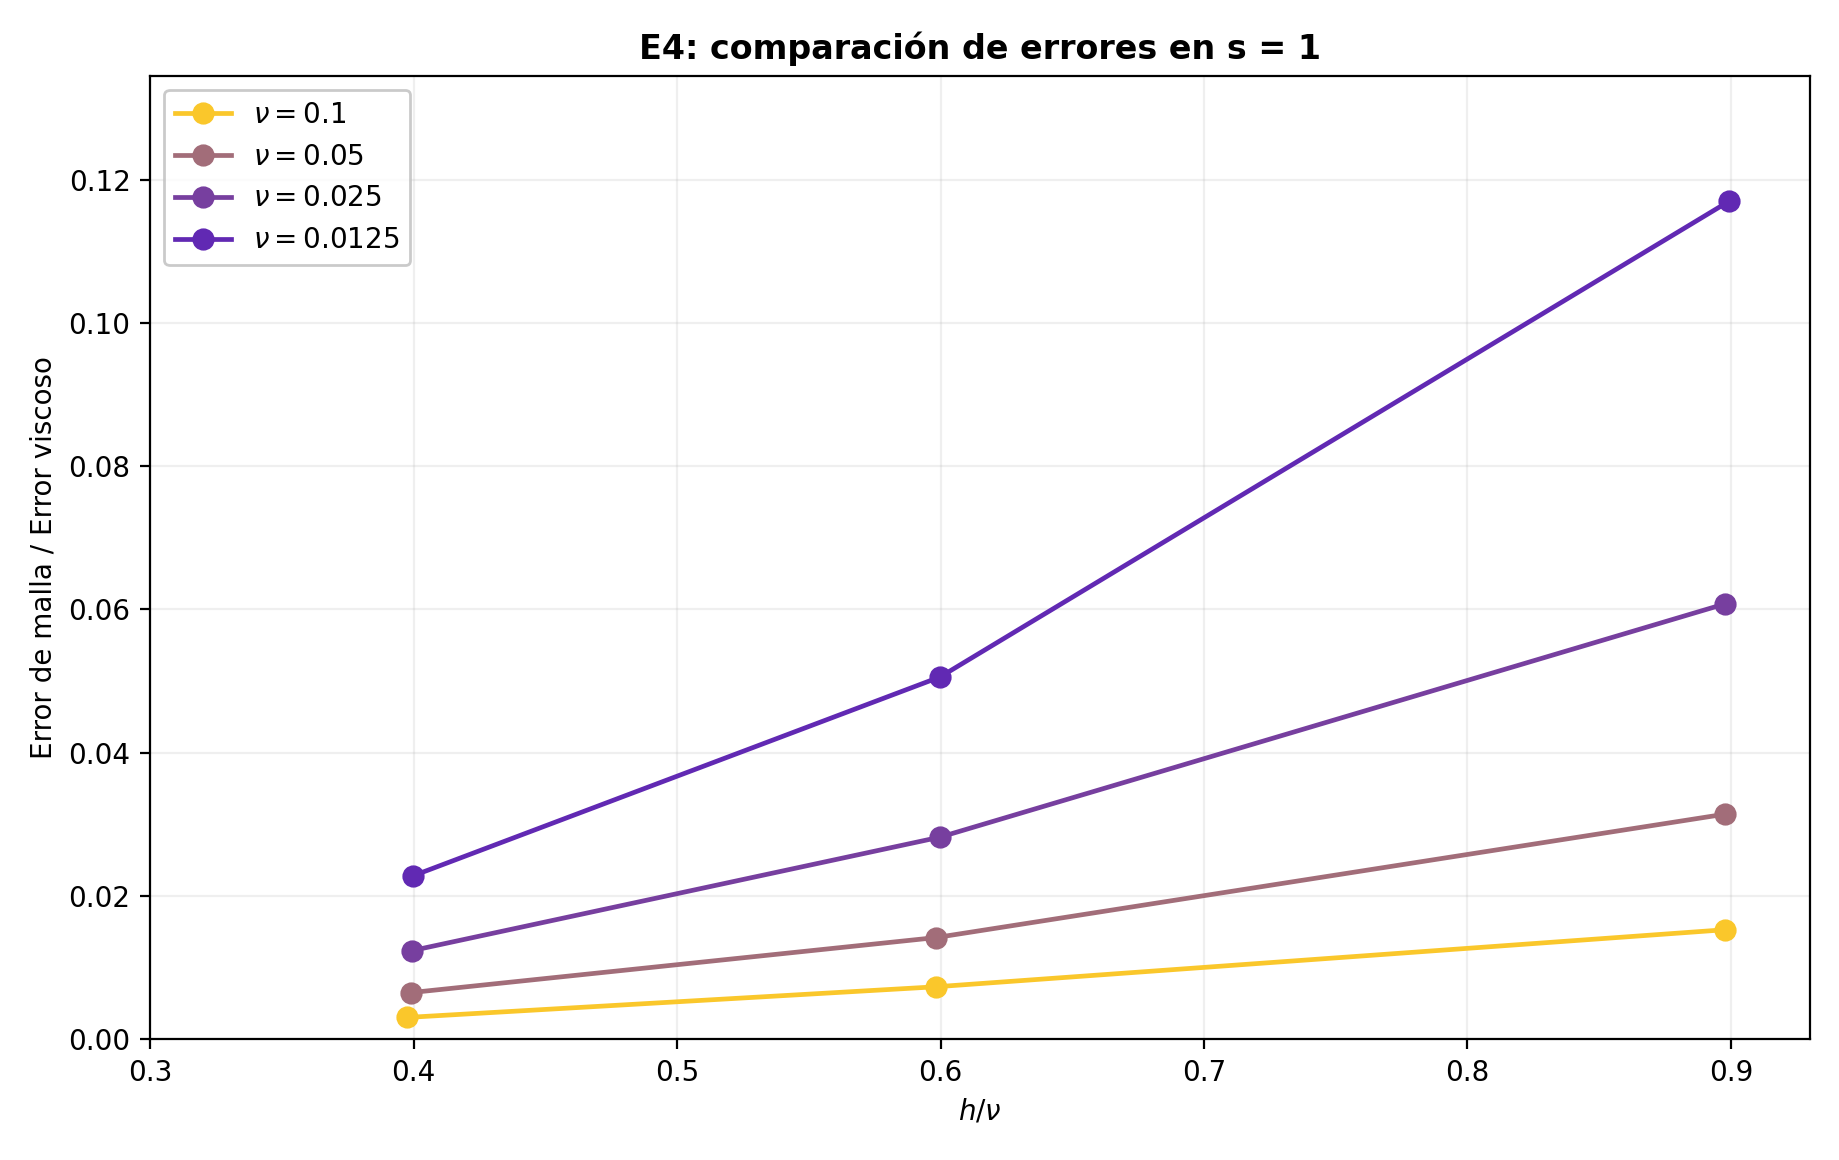 E4: comparación de errores en s = 1
ν = 0.1
ν = 0.05
ν = 0.025
ν = 0.0125
Error de malla / Error viscoso
0.12
0.10
0.08
0.06
0.04
0.02
0.00
0.3 0.4 0.5 0.6 0.7 0.8 0.9
h/ν